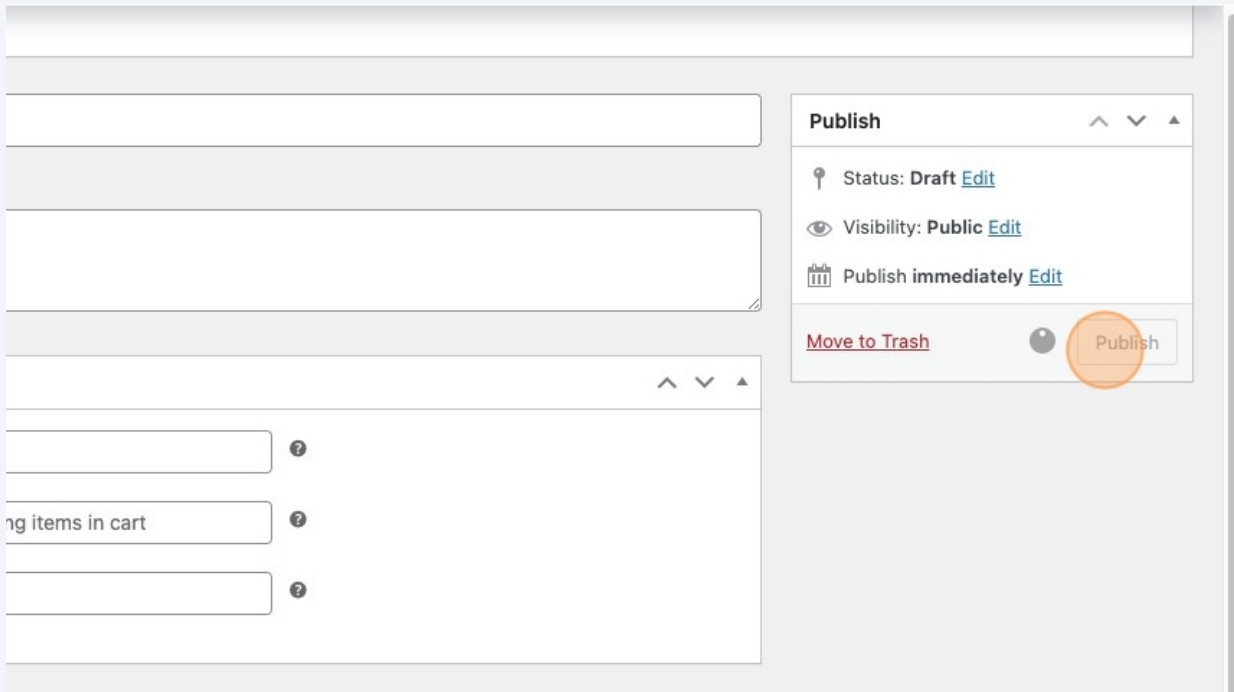 Publish
Status: Draft Edit
Visibility: Public Edit
Publish immediately Edit
Move to Trash
Publish
ng items in cart